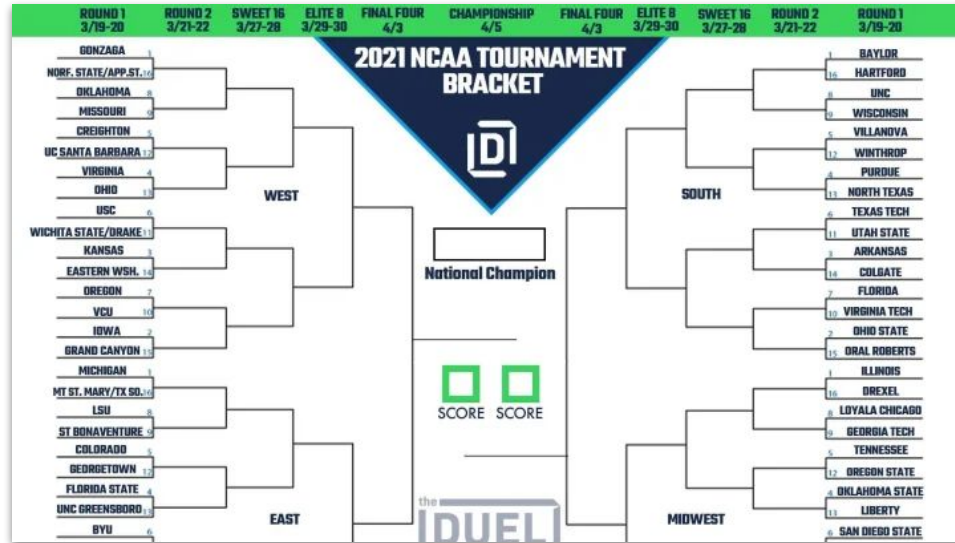 ROUND 1 ROUND 2 SWEET 16 ELITE 8 FINAL FOUR CHAMPIONSHIP FINAL FOUR ELITE 8 SWEET 16 ROUND 2 ROUND 1
3/19-20 3/21-22 3/27-28 3/29-30 4/3 4/5 4/3 3/29-30 3/27-28 3/21-22 3/19-20
2021 NCAA TOURNAMENT
BRACKET
D
GONZAGA 1
NORF. STATE/APP.ST. 16
OKLAHOMA 8
MISSOURI 9
CREIGHTON 5
UC SANTA BARBARA 12
VIRGINIA 4
OHIO 13
WEST
USC 6
WICHITA STATE/DRAKE 11
KANSAS 3
EASTERN WSH. 14
OREGON 7
VCU 10
IOWA 2
GRAND CANYON 15
MICHIGAN 1
MT ST. MARY/TX SO. 16
LSU 8
ST BONAVENTURE 9
COLORADO 5
GEORGETOWN 12
FLORIDA STATE 4
UNC GREENSBORO 13
EAST
BYU 6
National Champion
SCORE SCORE
the
DUEL
1 BAYLOR
16 HARTFORD
8 UNC
9 WISCONSIN
5 VILLANOVA
12 WINTHROP
4 PURDUE
13 NORTH TEXAS
SOUTH
6 TEXAS TECH
11 UTAH STATE
3 ARKANSAS
14 COLGATE
7 FLORIDA
10 VIRGINIA TECH
2 OHIO STATE
15 ORAL ROBERTS
1 ILLINOIS
16 DREXEL
8 LOYALA CHICAGO
9 GEORGIA TECH
5 TENNESSEE
12 OREGON STATE
4 OKLAHOMA STATE
13 LIBERTY
MIDWEST
6 SAN DIEGO STATE